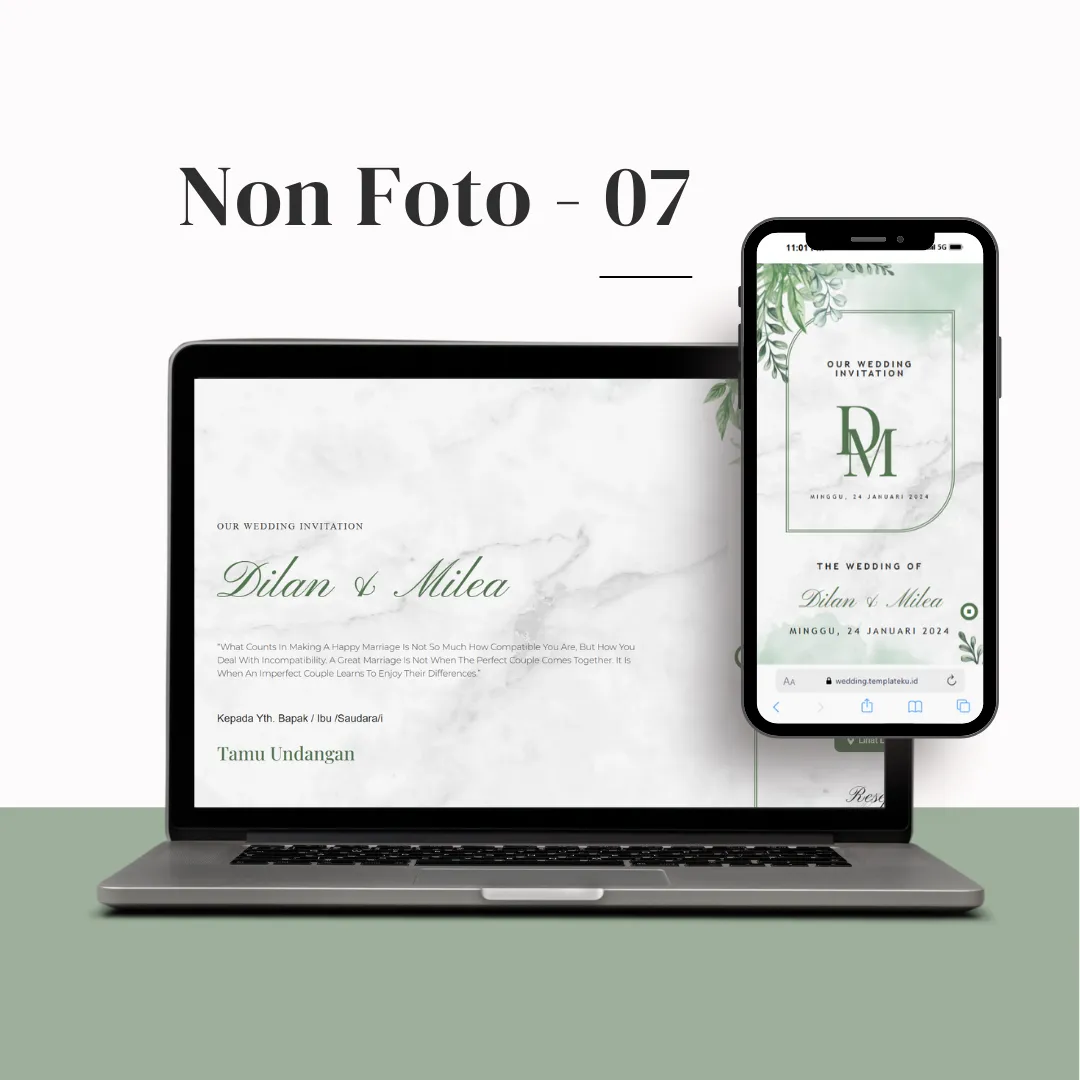 Non Foto - 07
OUR WEDDING INVITATION
Dilan & Milea
"What Counts In Making A Happy Marriage Is Not So Much How Compatible You Are, But How You
Deal With Incompatibility. A Great Marriage Is Not When The Perfect Couple Comes Together. It Is
When An Imperfect Couple Learns To Enjoy Their Differences."
Kepada Yth. Bapak / Ibu /Saudara/i
Tamu Undangan
11:01
5G
OUR WEDDING
INVITATION
DM
MINGGU, 24 JANUARI 2024
THE WEDDING OF
Dilan & Milea
MINGGU, 24 JANUARI 2024
AA
wedding.templateku.id